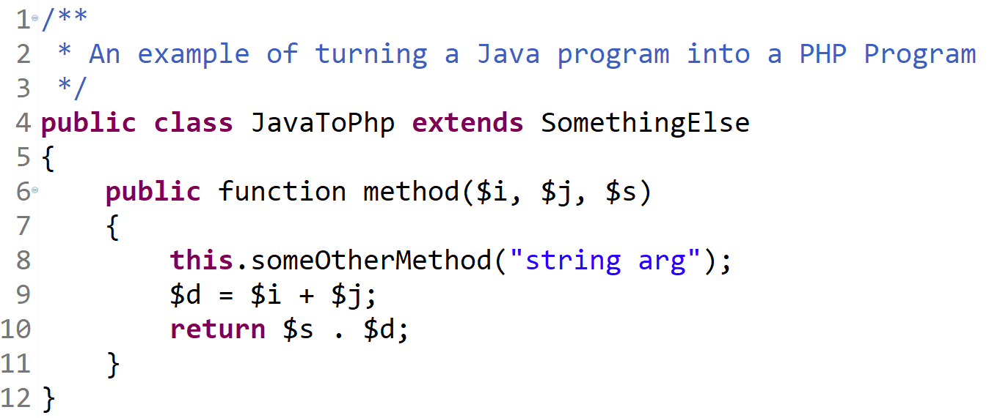 1 /**
2  * An example of turning a Java program into a PHP Program
3  */
4 public class JavaToPhp extends SomethingElse
5 {
6     public function method($i, $j, $s)
7     {
8         this.someOtherMethod("string arg");
9         $d = $i + $j;
10         return $s . $d;
11     }
12 }